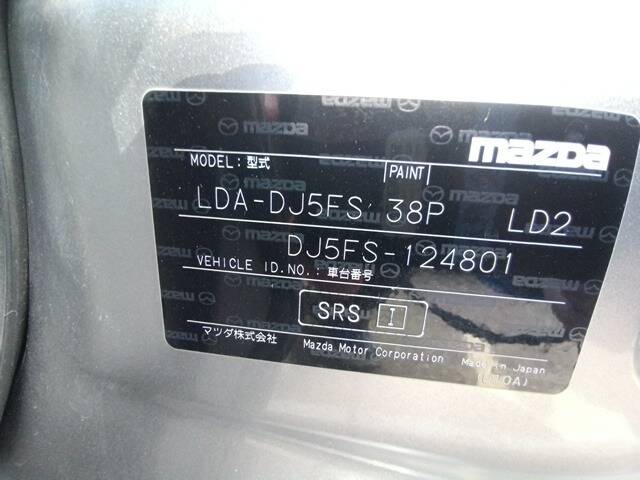 mazda
MODEL: 型式 PAINT
LDA-DJ5FS 38P LD2
DJ5FS-124801
VEHICLE ID.NO.: 車台番号
SRS I
マツダ株式会社 Mazda Motor Corporation Made in Japan